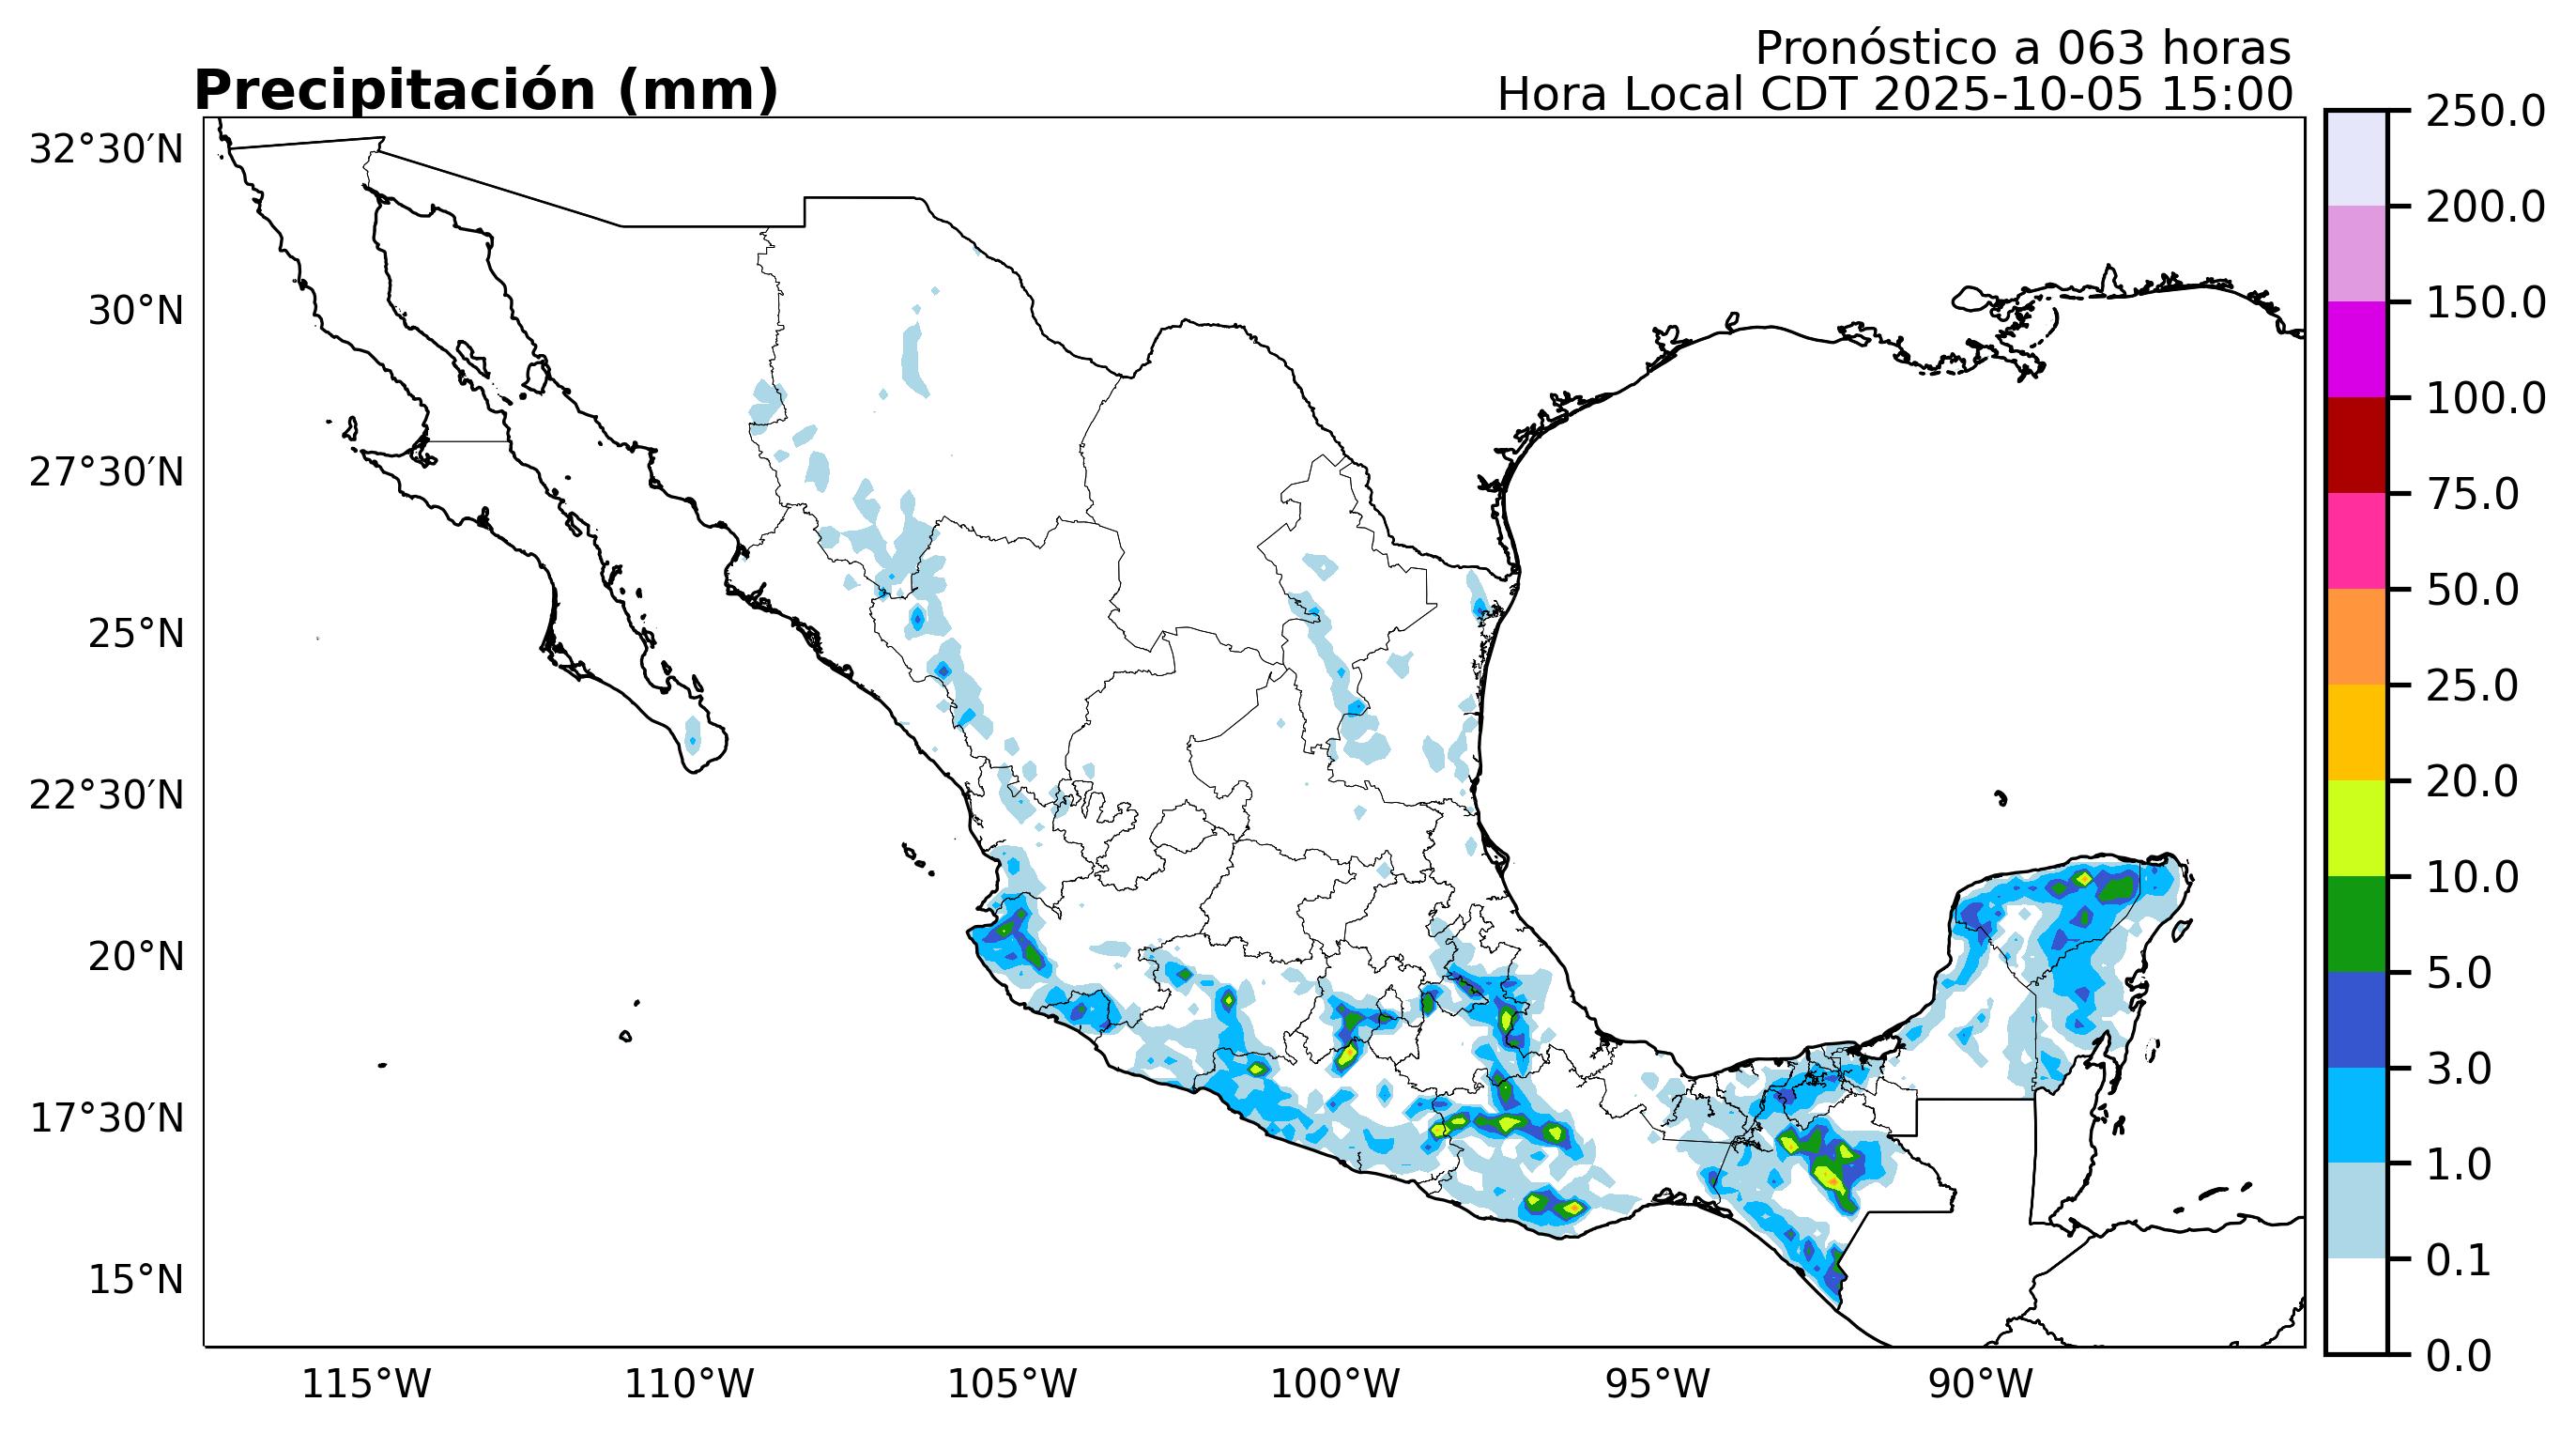 Pronóstico a 063 horas
Precipitación (mm)
Hora Local CDT 2025-10-05 15:00
32°30′N
30°N
27°30′N
25°N
22°30′N
20°N
17°30′N
15°N
115°W
110°W
105°W
100°W
95°W
90°W
250.0
200.0
150.0
100.0
75.0
50.0
25.0
20.0
10.0
5.0
3.0
1.0
0.1
0.0